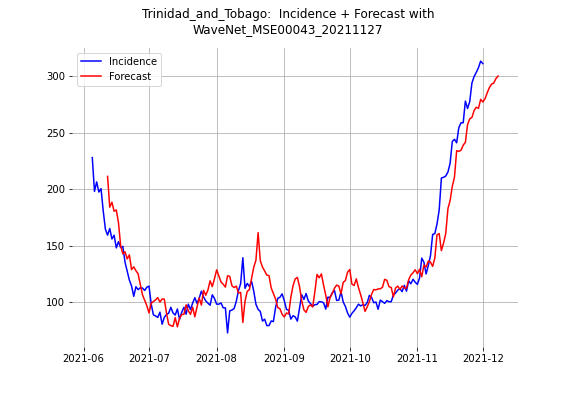 Trinidad_and_Tobago:  Incidence + Forecast with
WaveNet_MSE00043_20211127
Incidence
Forecast
300
250
200
150
100
2021-06 2021-07 2021-08 2021-09 2021-10 2021-11 2021-12